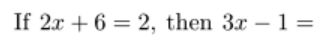 If 2x + 6 = 2, then 3x − 1 =